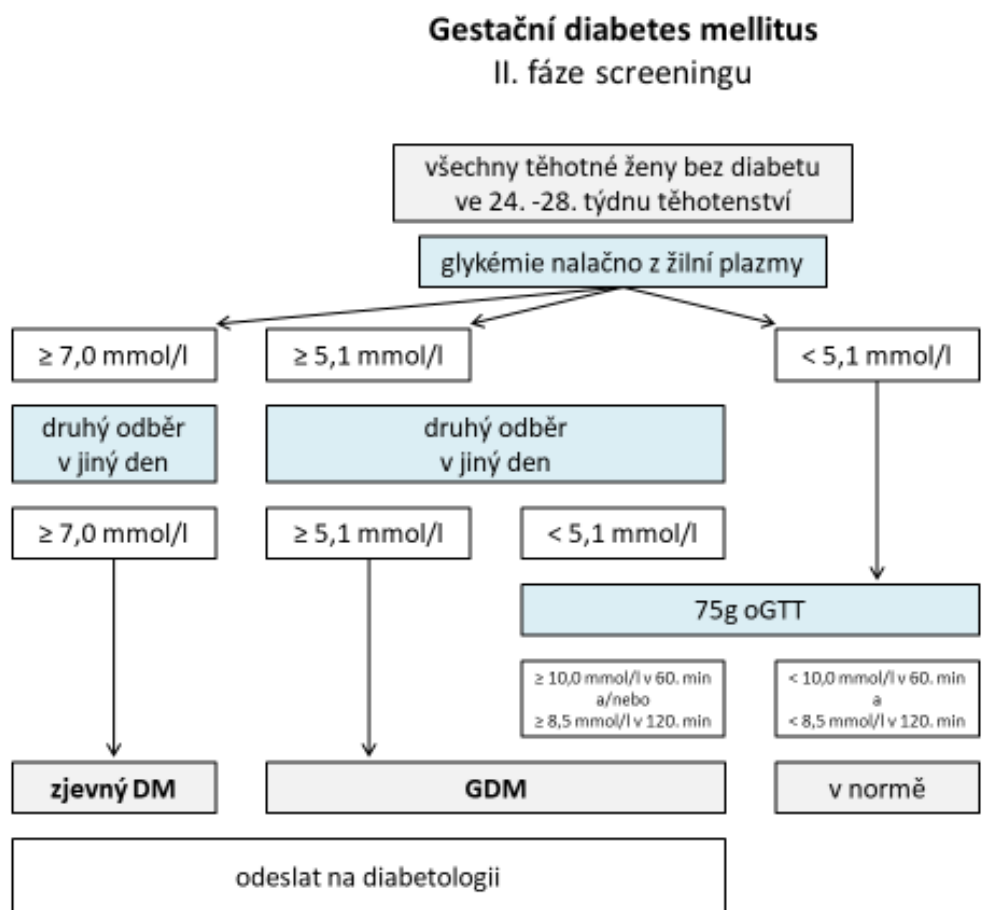 Gestační diabetes mellitus
II. fáze screeningu
všechny těhotné ženy bez diabetu
ve 24. -28. týdnu těhotenství
glykémie nalačno z žilní plazmy
≥ 7,0 mmol/l
≥ 5,1 mmol/l
< 5,1 mmol/l
druhý odběr
v jiný den
druhý odběr
v jiný den
≥ 7,0 mmol/l
≥ 5,1 mmol/l
< 5,1 mmol/l
75g oGTT
≥ 10,0 mmol/l v 60. min
a/nebo
≥ 8,5 mmol/l v 120. min
< 10,0 mmol/l v 60. min
a
< 8,5 mmol/l v 120. min
zjevný DM
GDM
v normě
odeslat na diabetologii